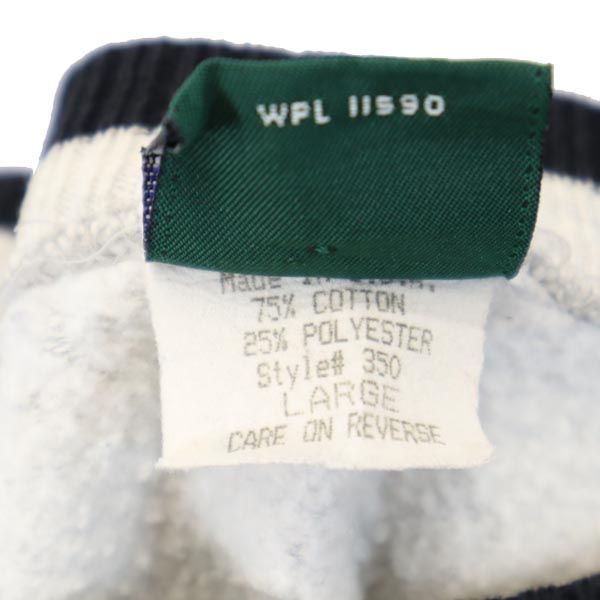 WPL 11590
Made in U.S.A.
75% COTTON
25% POLYESTER
Style# 350
LARGE
CARE ON REVERSE